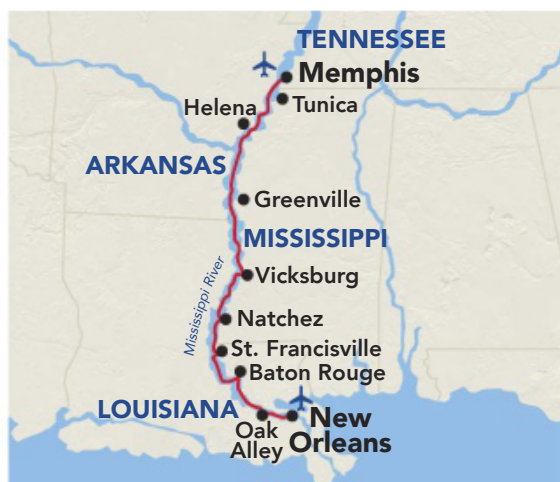 TENNESSEE
Memphis
Tunica
Helena
ARKANSAS
Greenville
MISSISSIPPI
Vicksburg
Mississippi River
Natchez
St. Francisville
Baton Rouge
LOUISIANA
Oak
Alley
New
Orleans